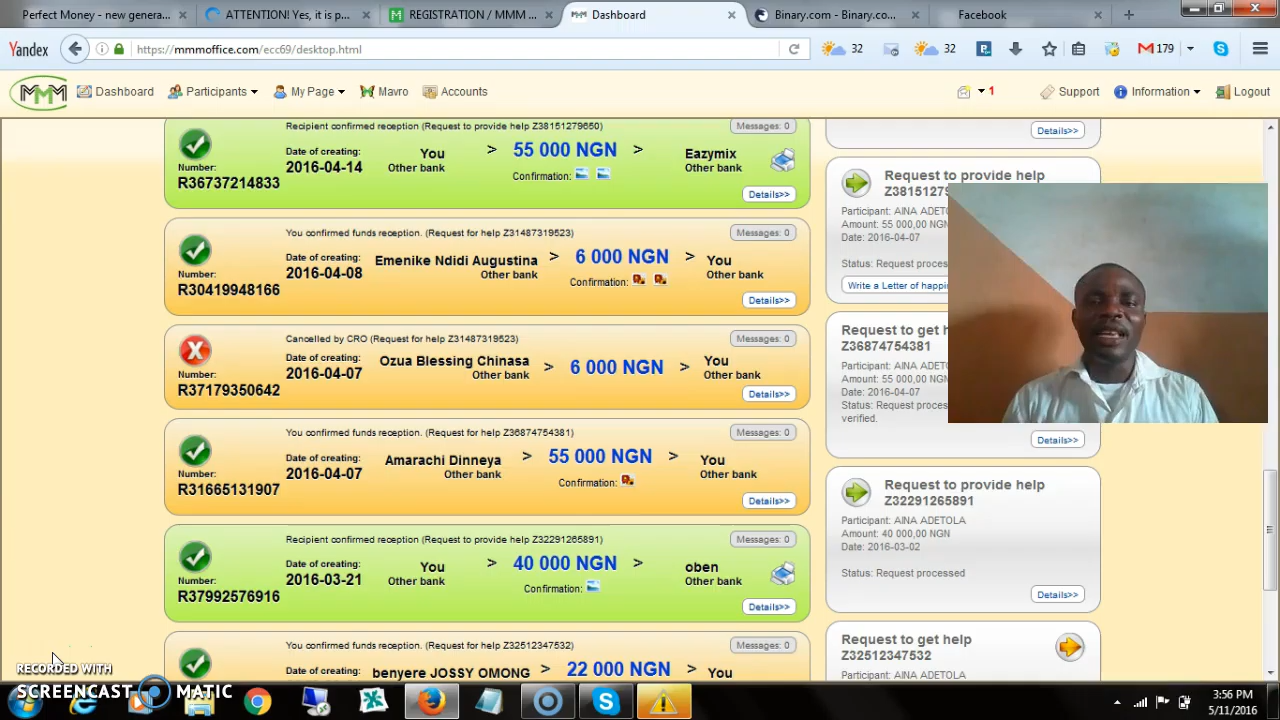 Perfect Money - new genera...
ATTENTION! Yes, it is p...
REGISTRATION / MMM ...
Dashboard
Binary.com - Binary.co...
Facebook
Yandex
https://mmmoffice.com/ecc69/desktop.html
32
32
179
MMM
Dashboard
Participants
My Page
Mavro
Accounts
1
Support
Information
Logout
Recipient confirmed reception (Request to provide help Z38151279650)
Messages: 0
Number:
R36737214833
Date of creating:
2016-04-14
You
Other bank
>
55 000 NGN
>
Confirmation:
Eazymix
Other bank
Details>>
You confirmed funds reception. (Request for help Z31487319523)
Messages: 0
Number:
R30419948166
Date of creating:
2016-04-08
Emenike Ndidi Augustina
Other bank
>
6 000 NGN
>
Confirmation:
You
Other bank
Details>>
Cancelled by CRO (Request for help Z31487319523)
Messages: 0
Number:
R37179350642
Date of creating:
2016-04-07
Ozua Blessing Chinasa
Other bank
>
6 000 NGN
>
You
Other bank
Details>>
You confirmed funds reception. (Request for help Z36874754381)
Messages: 0
Number:
R31665131907
Date of creating:
2016-04-07
Amarachi Dinneya
Other bank
>
55 000 NGN
>
Confirmation:
You
Other bank
Details>>
Recipient confirmed reception (Request to provide help Z32291265891)
Messages: 0
Number:
R37992576916
Date of creating:
2016-03-21
You
Other bank
>
40 000 NGN
>
Confirmation:
oben
Other bank
Details>>
You confirmed funds reception. (Request for help Z32512347532)
Messages: 0
Date of creating:
benyere JOSSY OMONG
>
22 000 NGN
>
You
Details>>
Request to provide help
Z3815127
Participant: AINA ADETO
Amount: 55 000,00 NGN
Date: 2016-04-07
Status: Request proces
Write a Letter of happi
Request to get h
Z36874754381
Participant: AINA ADETO
Amount: 55 000,00 NGN
Date: 2016-04-07
Status: Request proces
verified.
Details>>
Request to provide help
Z32291265891
Participant: AINA ADETOLA
Amount: 40 000,00 NGN
Date: 2016-03-02
Status: Request processed
Details>>
Request to get help
Z32512347532
Participant: AINA ADETOLA
RECORDED WITH
SCREENCAST MATIC
3:56 PM
5/11/2016